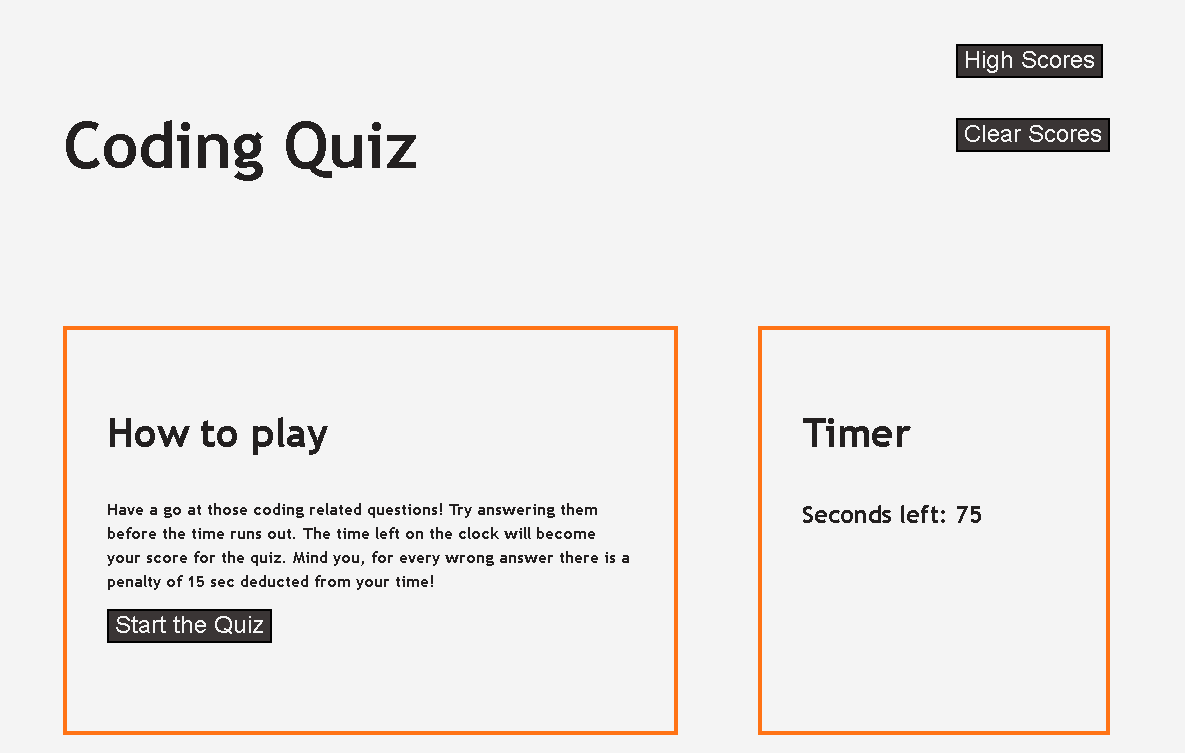 High Scores
Coding Quiz
Clear Scores
How to play
Have a go at those coding related questions! Try answering them
before the time runs out. The time left on the clock will become
your score for the quiz. Mind you, for every wrong answer there is a
penalty of 15 sec deducted from your time!
Start the Quiz
Timer
Seconds left: 75